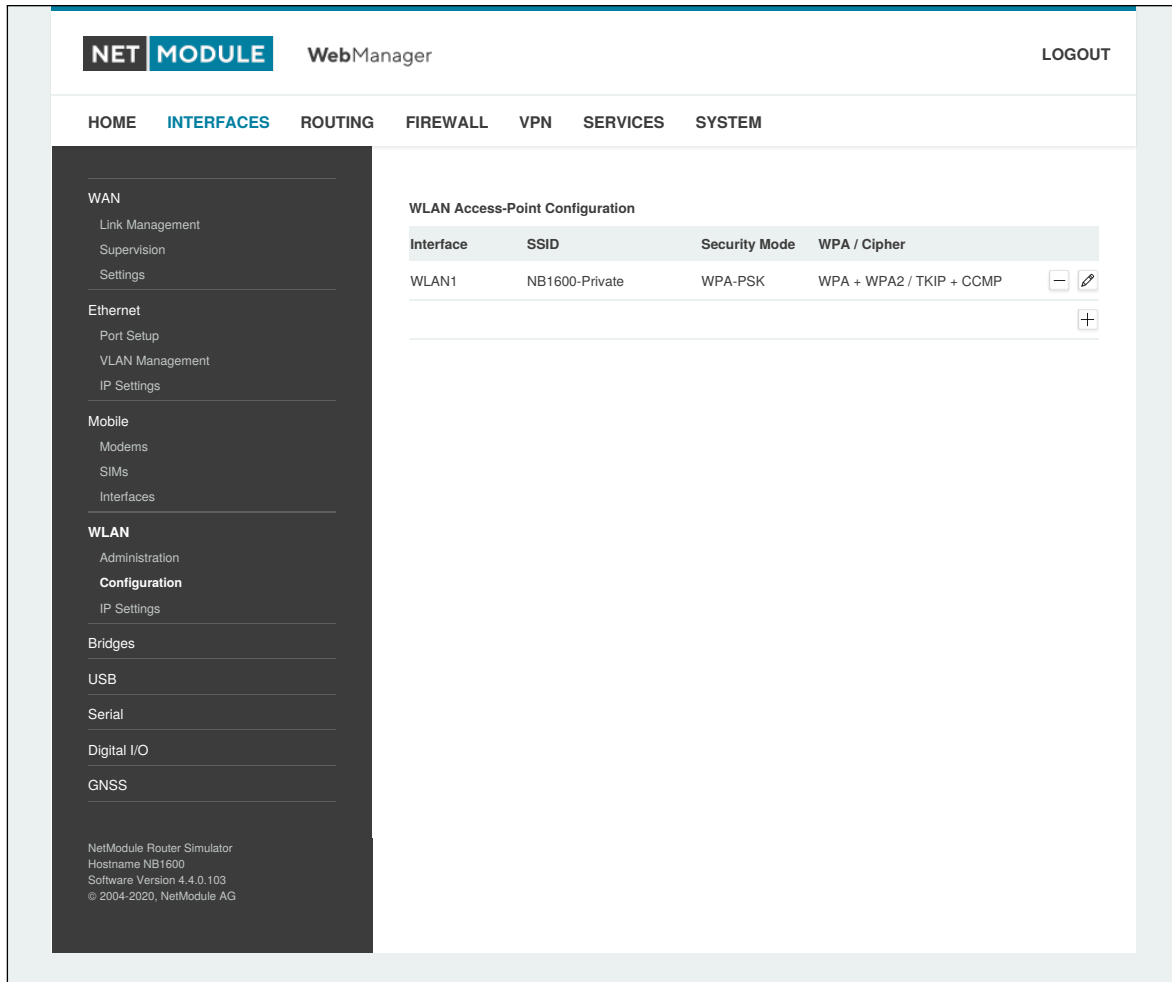 NET MODULE WebManager LOGOUT
HOME INTERFACES ROUTING FIREWALL VPN SERVICES SYSTEM
WAN
Link Management
Supervision
Settings
Ethernet
Port Setup
VLAN Management
IP Settings
Mobile
Modems
SIMs
Interfaces
WLAN
Administration
Configuration
IP Settings
Bridges
USB
Serial
Digital I/O
GNSS
NetModule Router Simulator
Hostname NB1600
Software Version 4.4.0.103
© 2004-2020, NetModule AG
WLAN Access-Point Configuration
Interface SSID Security Mode WPA / Cipher
WLAN1 NB1600-Private WPA-PSK WPA + WPA2 / TKIP + CCMP